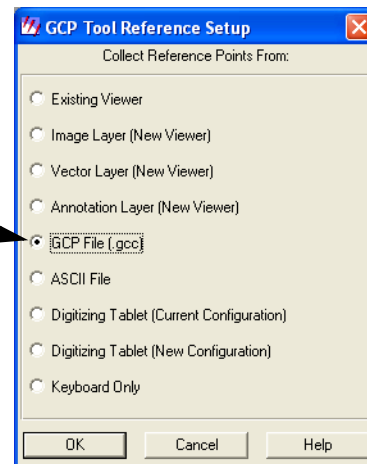 GCP Tool Reference Setup
Collect Reference Points From:
Existing Viewer
Image Layer (New Viewer)
Vector Layer (New Viewer)
Annotation Layer (New Viewer)
GCP File (.gcc)
ASCII File
Digitizing Tablet (Current Configuration)
Digitizing Tablet (New Configuration)
Keyboard Only
OK Cancel Help